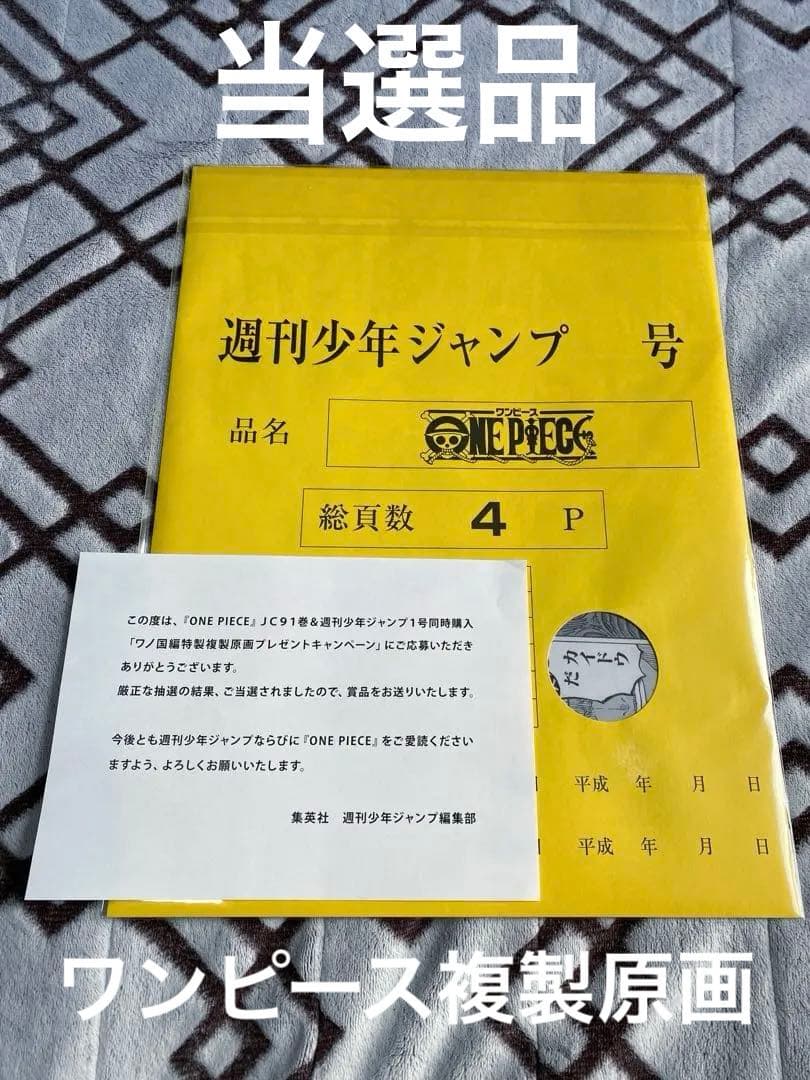 当選品
週刊少年ジャンプ 号
品名
ワンピース
ONE PIECE
総頁数 4 P
カイドウ
だ
この度は、『ONE PIECE』JC91巻&週刊少年ジャンプ1号同時購入
「ワノ国編特製複製原画プレゼントキャンペーン」にご応募いただき
ありがとうございます。
厳正な抽選の結果、ご当選されましたので、賞品をお送りいたします。
今後とも週刊少年ジャンプならびに『ONE PIECE』をご愛読ください
ますよう、よろしくお願いいたします。
集英社 週刊少年ジャンプ編集部
平成 年 月 日
平成 年 月 日
ワンピース複製原画